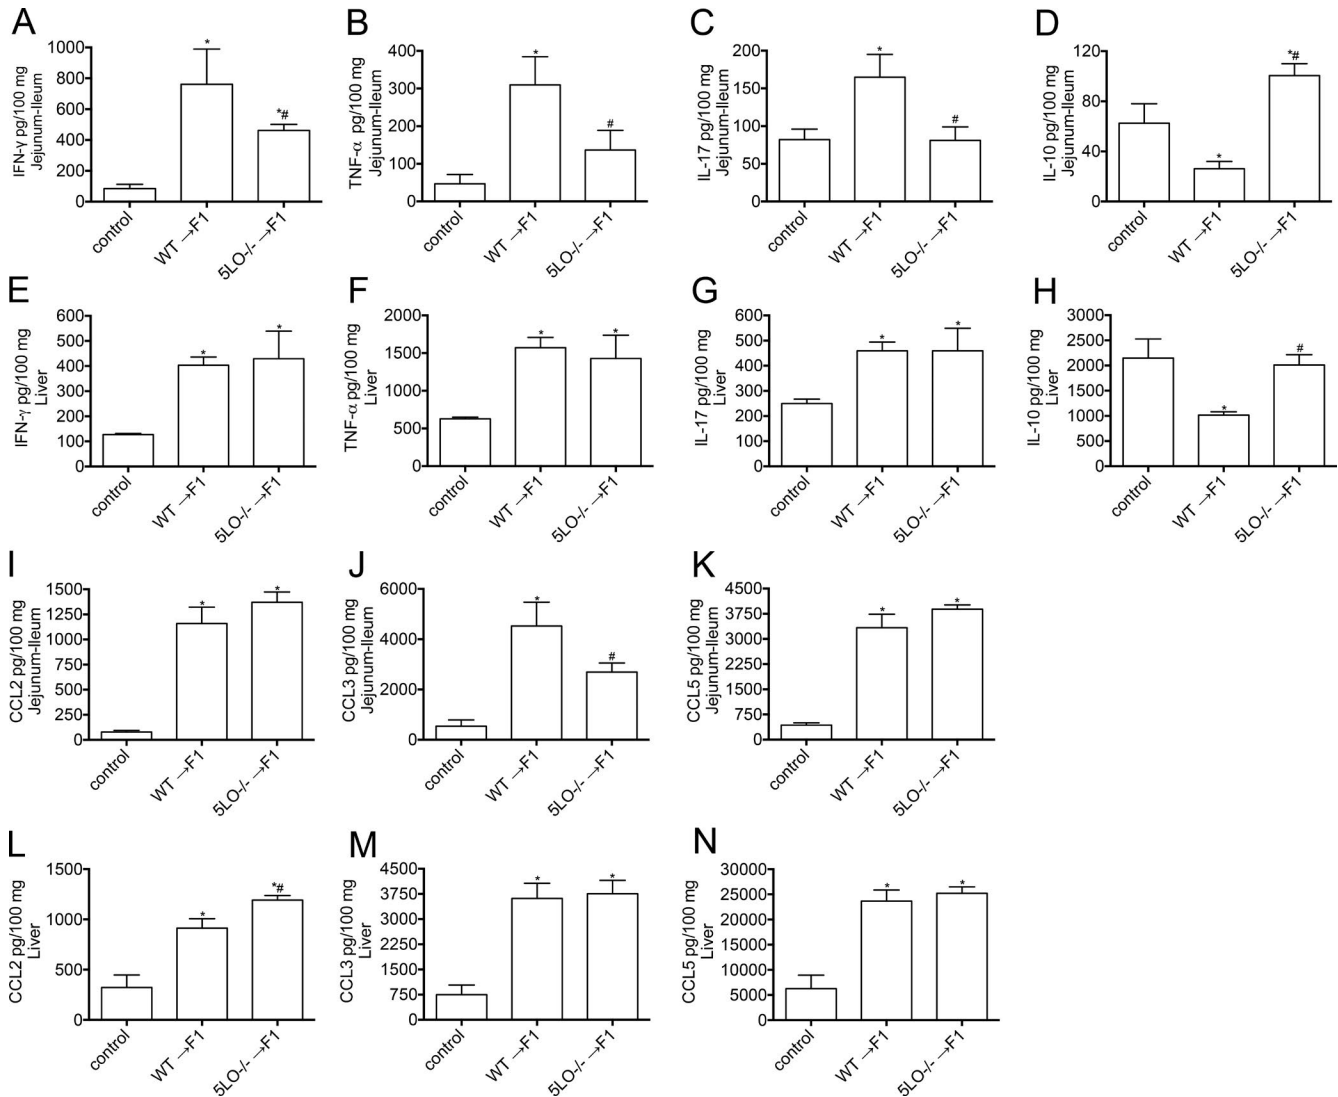 A
IFN-γ pg/100 mg
Jejunum-Ileum
1000
800
600
400
200
0
*
*#
control
WT →F1
5LO-/- →F1
B
TNF-α pg/100 mg
Jejunum-Ileum
400
300
200
100
0
*
#
control
WT →F1
5LO-/- →F1
C
IL-17 pg/100 mg
Jejunum-Ileum
200
150
100
50
0
*
#
control
WT →F1
5LO-/- →F1
D
IL-10 pg/100 mg
Jejunum-Ileum
120
80
40
0
*
*#
control
WT →F1
5LO-/- →F1
E
IFN-γ pg/100 mg
Liver
600
500
400
300
200
100
0
*
*
control
WT →F1
5LO-/- →F1
F
TNF-α pg/100 mg
Liver
2000
1500
1000
500
0
*
*
control
WT →F1
5LO-/- →F1
G
IL-17 pg/100 mg
Liver
600
500
400
300
200
100
0
*
*
control
WT →F1
5LO-/- →F1
H
IL-10 pg/100 mg
Liver
3000
2500
2000
1500
1000
500
0
*
#
control
WT →F1
5LO-/- →F1
I
CCL2 pg/100 mg
Jejunum-Ileum
1500
1250
1000
750
500
250
0
*
*
control
WT →F1
5LO-/- →F1
J
CCL3 pg/100 mg
Jejunum-Ileum
6000
4000
2000
0
*
#
control
WT →F1
5LO-/- →F1
K
CCL5 pg/100 mg
Jejunum-Ileum
4500
3750
3000
2250
1500
750
0
*
*
control
WT →F1
5LO-/- →F1
L
CCL2 pg/100 mg
Liver
1500
1000
500
0
*
*#
control
WT →F1
5LO-/- →F1
M
CCL3 pg/100 mg
Liver
4500
3750
3000
2250
1500
750
0
*
*
control
WT →F1
5LO-/- →F1
N
CCL5 pg/100 mg
Liver
30000
25000
20000
15000
10000
5000
0
*
*
control
WT →F1
5LO-/- →F1